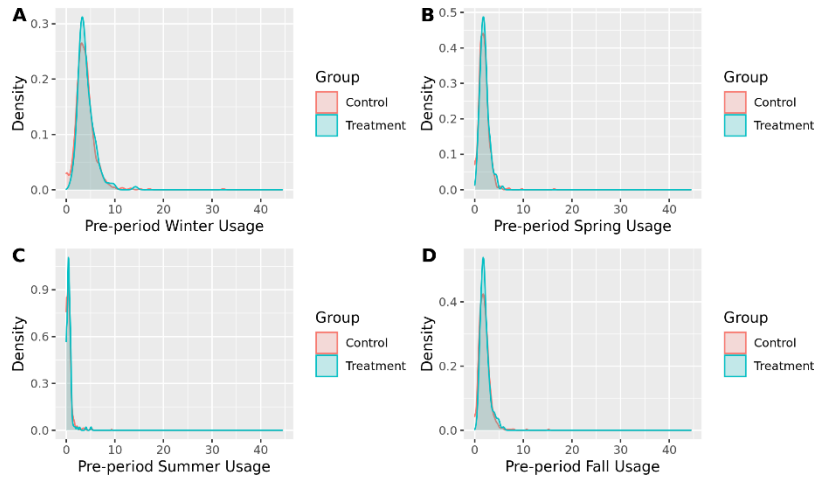 A
Density
0.3
0.2
0.1
0.0
0 10 20 30 40
Pre-period Winter Usage
Group
Control
Treatment
B
Density
0.5
0.4
0.3
0.2
0.1
0.0
0 10 20 30 40
Pre-period Spring Usage
Group
Control
Treatment
C
Density
0.9
0.6
0.3
0.0
0 10 20 30 40
Pre-period Summer Usage
Group
Control
Treatment
D
Density
0.4
0.2
0.0
0 10 20 30 40
Pre-period Fall Usage
Group
Control
Treatment